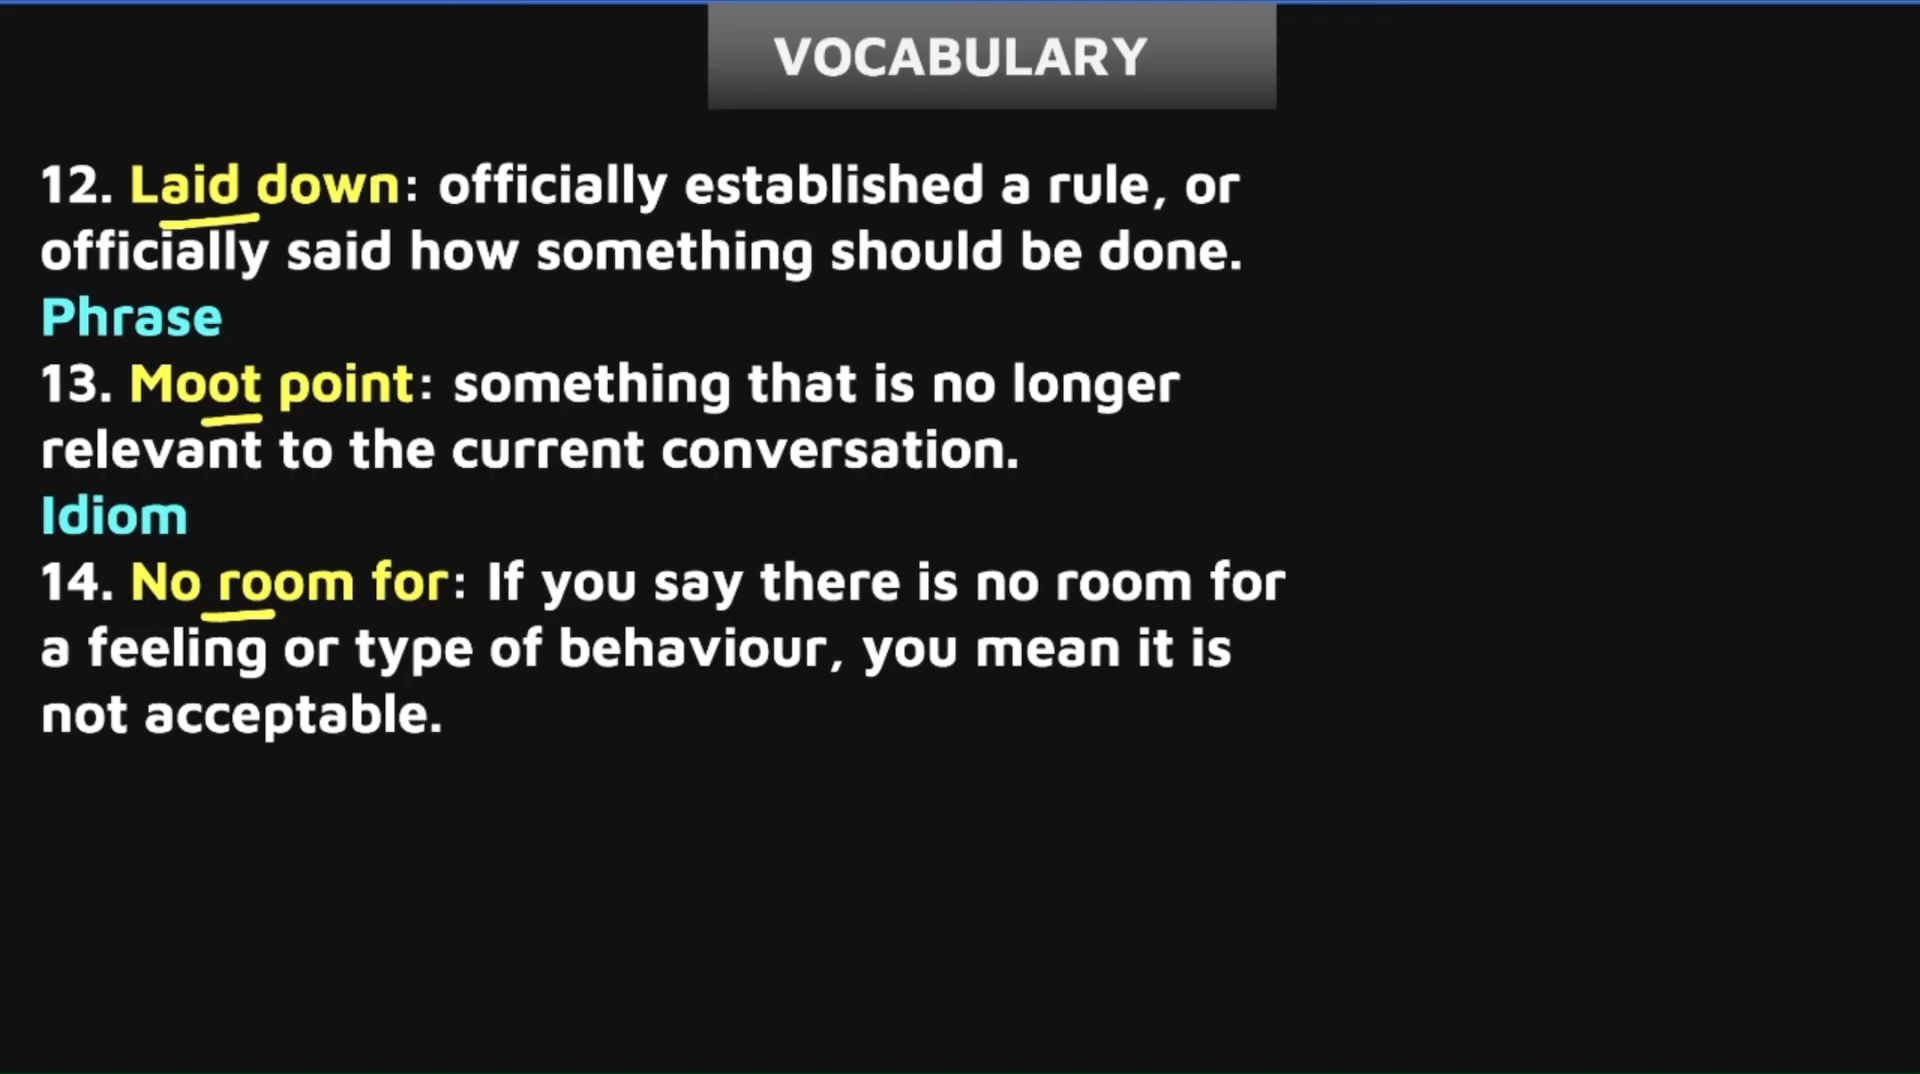 VOCABULARY
12. Laid down: officially established a rule, or
officially said how something should be done.
Phrase
13. Moot point: something that is no longer
relevant to the current conversation.
Idiom
14. No room for: If you say there is no room for
a feeling or type of behaviour, you mean it is
not acceptable.